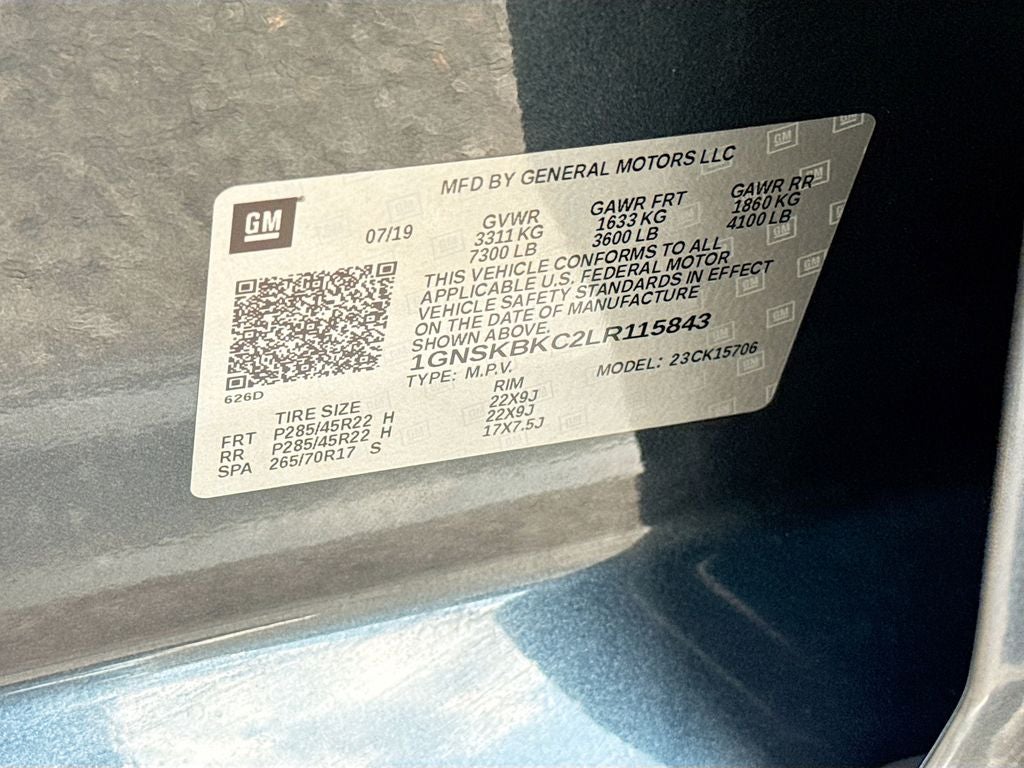 MFD BY GENERAL MOTORS LLC
GM
07/19
GVWR
3311 KG
7300 LB
GAWR FRT
1633 KG
3600 LB
GAWR RR
1860 KG
4100 LB
THIS VEHICLE CONFORMS TO ALL
APPLICABLE U.S. FEDERAL MOTOR
VEHICLE SAFETY STANDARDS IN EFFECT
ON THE DATE OF MANUFACTURE
SHOWN ABOVE.
1GNSKBKC2LR115843
TYPE: M.P.V.
MODEL: 23CK15706
626D
TIRE SIZE RIM
FRT P285/45R22 H 22X9J
RR P285/45R22 H 22X9J
SPA 265/70R17 S 17X7.5J